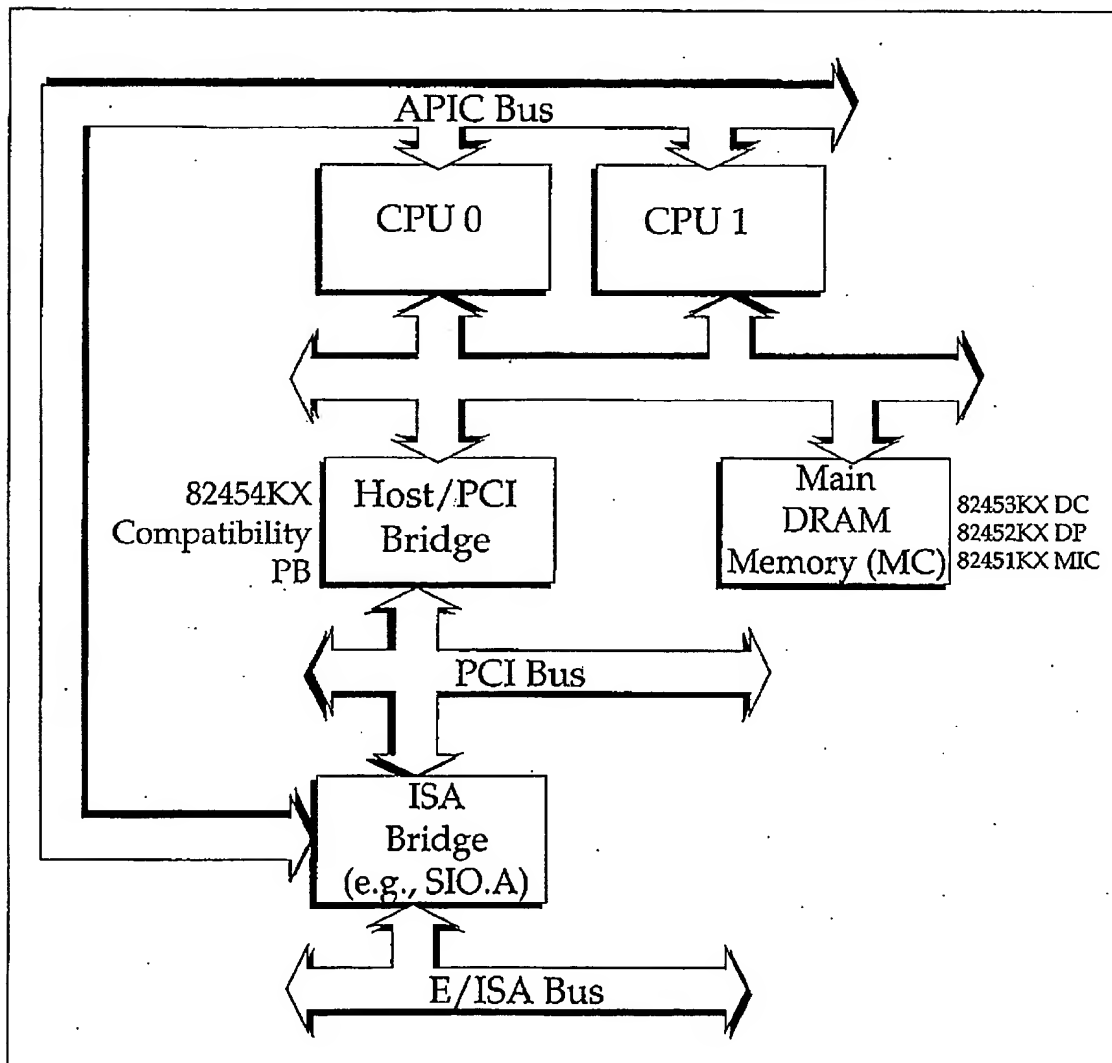 APIC Bus
CPU 0
CPU 1
82454KX
Compatibility
PB
Host/PCI
Bridge
Main
DRAM
Memory (MC)
82453KX DC
82452KX DP
82451KX MIC
PCI Bus
ISA
Bridge
(e.g., SIO.A)
E/ISA Bus